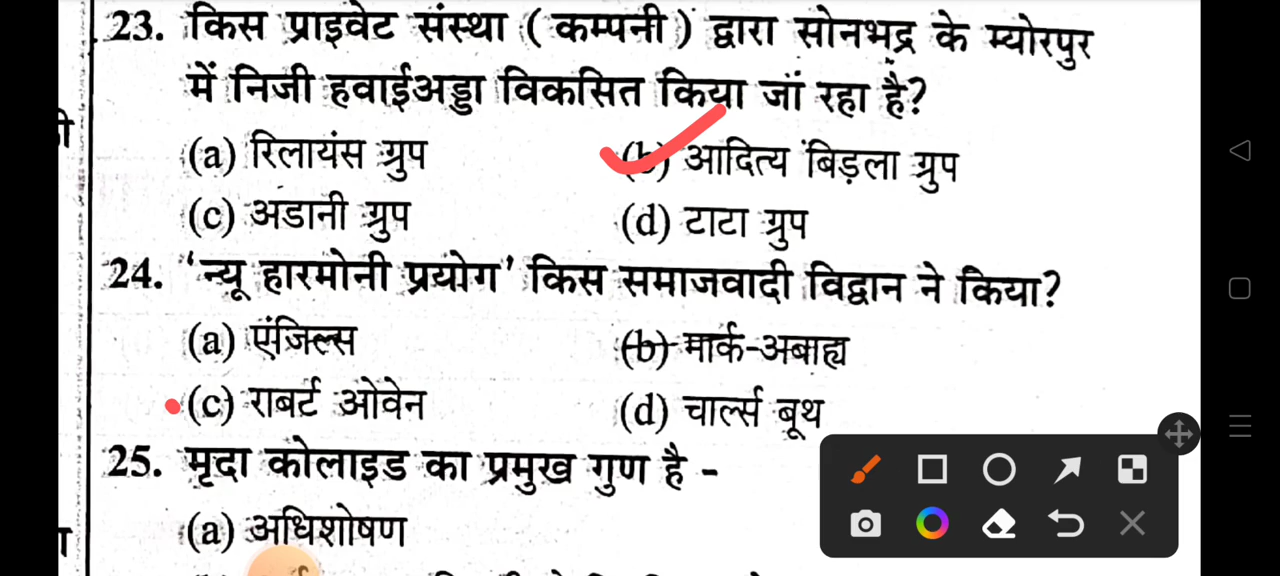 23. किस प्राइवेट संस्था ( कम्पनी ) द्वारा सोनभद्र के म्योरपुर
में निजी हवाईअड्डा विकसित किया जा रहा है?
(a) रिलायंस ग्रुप (b) आदित्य बिड़ला ग्रुप
(c) अडानी ग्रुप (d) टाटा ग्रुप
24. 'न्यू हारमोनी प्रयोग' किस समाजवादी विद्वान ने किया?
(a) एंजिल्स (b) मार्क-अबाह्य
(c) राबर्ट ओवेन (d) चार्ल्स बूथ
25. मृदा कोलाइड का प्रमुख गुण है -
(a) अधिशोषण